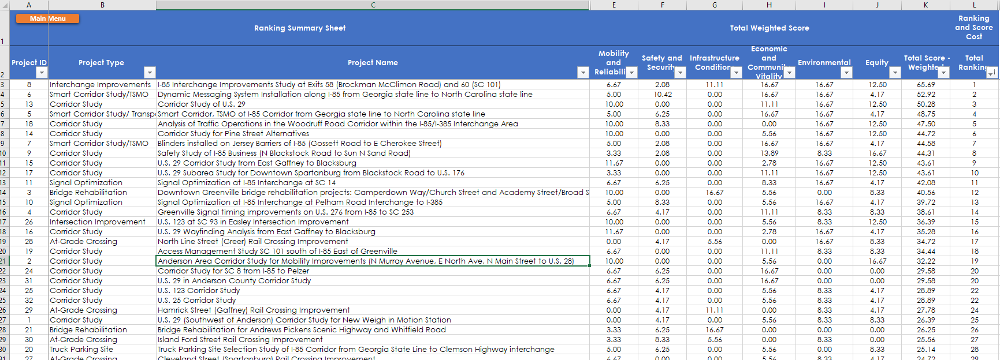 A B C E F G H I J K L
Main Menu
1 Ranking Summary Sheet Total Weighted Score Ranking and Score Cost
2 Project ID Project Type Project Name Mobility and Reliabili Safety and Security Infrastructure Condition Economic and Communit Vitality Environmental Equity Total Score - Weighted Total Ranking
3 8 Interchange Improvements I-85 Interchange Improvements Study at Exits 58 (Brockman McClimon Road) and 60 (SC 101) 6.67 2.08 11.11 16.67 16.67 12.50 65.69 1
4 6 Smart Corridor Study/TSMO Dynamic Messaging System Installation along I-85 from Georgia state line to North Carolina state line 5.00 10.42 0.00 16.67 16.67 4.17 52.92 2
5 13 Corridor Study Corridor Study of U.S. 29 10.00 0.00 0.00 11.11 16.67 12.50 50.28 3
6 5 Smart Corridor Study/ Transp Smart Corridor, TSMO of I-85 Corridor from Georgia state line to North Carolina state line 5.00 6.25 0.00 16.67 16.67 4.17 48.75 4
7 18 Corridor Study Analysis of Traffic Operations in the Woodruff Road Corridor within the I-85/I-385 Interchange Area 10.00 8.33 0.00 0.00 16.67 12.50 47.50 5
8 14 Corridor Study Corridor Study for Pine Street Alternatives 10.00 0.00 0.00 5.56 16.67 12.50 44.72 6
9 7 Smart Corridor Study/TSMO Blinders installed on Jersey Barriers of I-85 (Gossett Road to E Cherokee Street) 5.00 2.08 0.00 16.67 16.67 4.17 44.58 7
10 9 Corridor Study Safety Study of I-85 Business (N Blackstock Road to Sun N Sand Road) 3.33 2.08 0.00 13.89 8.33 16.67 44.31 8
11 15 Corridor Study U.S. 29 Corridor Study from East Gaffney to Blacksburg 11.67 0.00 0.00 2.78 16.67 12.50 43.61 9
12 17 Corridor Study U.S. 29 Subarea Study for Downtown Spartanburg from Blackstock Road to U.S. 176 3.33 0.00 0.00 11.11 16.67 12.50 43.61 10
13 11 Signal Optimization Signal Optimization at I-85 Interchange at SC 14 6.67 6.25 0.00 8.33 16.67 4.17 42.08 11
14 3 Bridge Rehabilitation Downtown Greenville bridge rehabilitation projects: Camperdown Way/Church Street and Academy Street/Broad S 10.00 0.00 16.67 5.56 0.00 8.33 40.56 12
15 10 Signal Optimization Signal Optimization at I-85 Interchange at Pelham Road Interchange to I-385 5.00 8.33 0.00 5.56 16.67 4.17 39.72 13
16 4 Corridor Study Greenville Signal timing improvements on U.S. 276 from I-85 to SC 253 6.67 4.17 0.00 11.11 8.33 8.33 38.61 14
17 26 Intersection Improvement U.S. 123 at SC 93 in Easley Intersection Improvement 10.00 0.00 0.00 5.56 8.33 12.50 36.39 15
18 16 Corridor Study U.S. 29 Wayfinding Analysis from East Gaffney to Blacksburg 11.67 0.00 0.00 2.78 16.67 4.17 35.28 16
19 28 At-Grade Crossing North Line Street (Greer) Rail Crossing Improvement 0.00 4.17 5.56 0.00 16.67 8.33 34.72 17
20 19 Corridor Study Access Management Study SC 101 south of I-85 East of Greenville 6.67 0.00 0.00 11.11 8.33 8.33 34.44 18
21 2 Corridor Study Anderson Area Corridor Study for Mobility Improvements (N Murray Avenue, E North Ave, N Main Street to U.S. 28) 10.00 0.00 0.00 5.56 0.00 16.67 32.22 19
22 24 Corridor Study Corridor Study for SC 8 from I-85 to Pelzer 6.67 6.25 0.00 16.67 0.00 0.00 29.58 20
23 31 Corridor Study U.S. 29 in Anderson County Corridor Study 6.67 6.25 0.00 16.67 0.00 0.00 29.58 20
24 25 Corridor Study U.S. 123 Corridor Study 6.67 4.17 0.00 5.56 8.33 4.17 28.89 22
25 32 Corridor Study U.S. 25 Corridor Study 6.67 4.17 0.00 5.56 8.33 4.17 28.89 22
26 29 At-Grade Crossing Hamrick Street (Gaffney) Rail Crossing Improvement 0.00 4.17 11.11 0.00 8.33 4.17 27.78 24
27 1 Corridor Study U.S. 29 (Southwest of Anderson) Corridor Study for New Weigh in Motion Station 0.00 4.17 0.00 5.56 8.33 8.33 26.39 25
28 21 Bridge Rehabilitation Bridge Rehabilitation for Andrews Pickens Scenic Highway and Whitfield Road 3.33 6.25 16.67 0.00 0.00 0.00 26.25 26
29 30 At-Grade Crossing Island Ford Street Rail Crossing Improvement 3.33 8.33 5.56 0.00 8.33 0.00 25.56 27
30 20 Truck Parking Site Truck Parking Site Selection Study of I-85 Corridor from Georgia State Line to Clemson Highway interchange 5.00 6.25 0.00 5.56 0.00 8.33 25.14 28
31 27 At-Grade Crossing Cleveland Street (Spartanburg) Rail Crossing Improvement 6.67 0.00 0.00 5.56 8.33 4.17 24.72 29